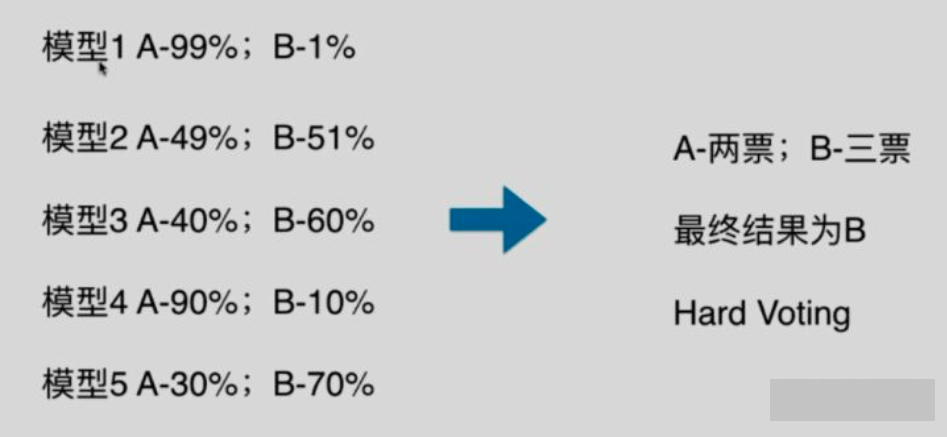 模型1 A-99%；B-1%
模型2 A-49%；B-51%
模型3 A-40%；B-60%
模型4 A-90%；B-10%
模型5 A-30%；B-70%
A-两票；B-三票
最终结果为B
Hard Voting